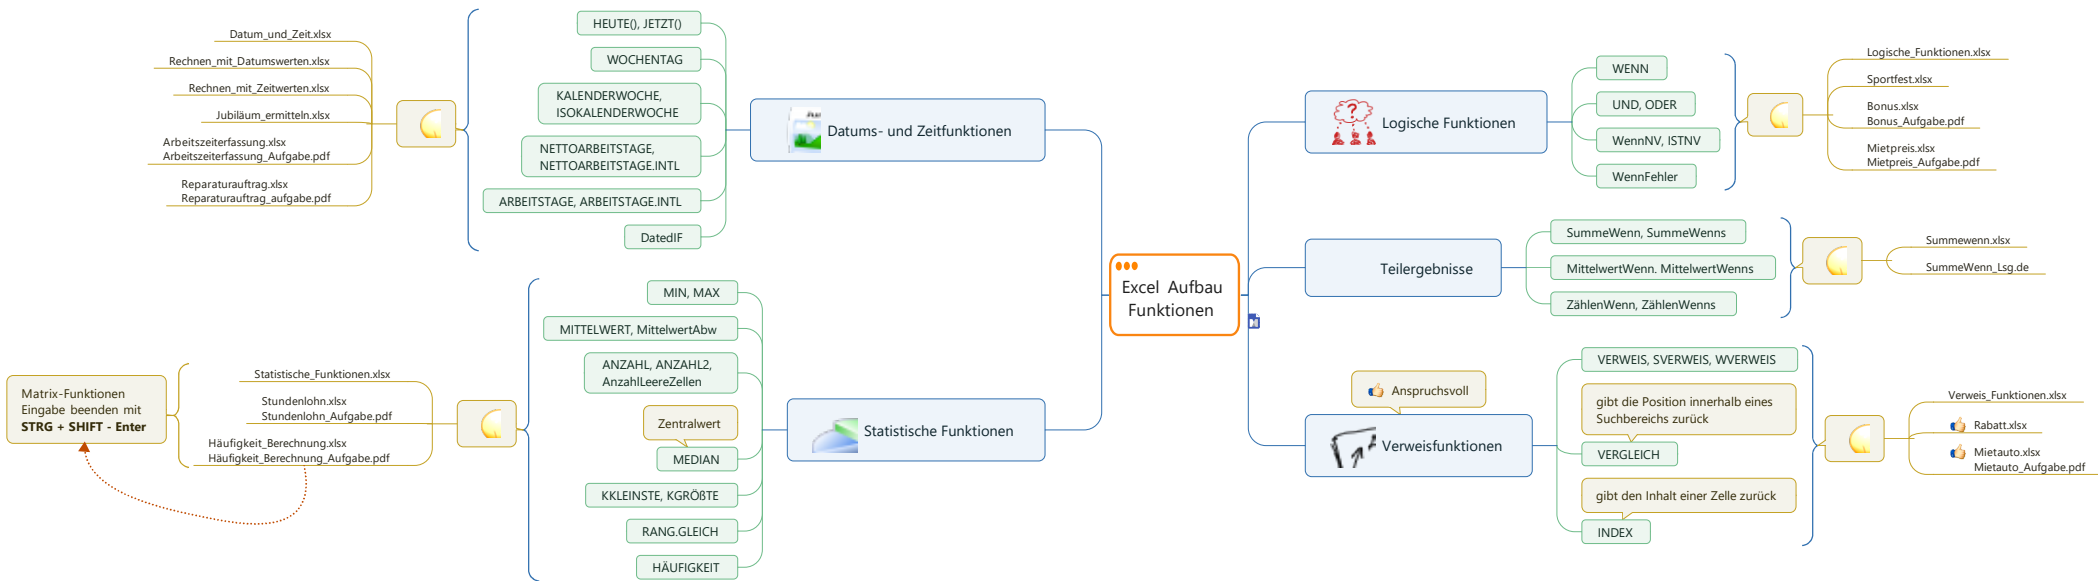 Excel Aufbau
Funktionen
Datums- und Zeitfunktionen
HEUTE(), JETZT()
WOCHENTAG
KALENDERWOCHE,
ISOKALENDERWOCHE
NETTOARBEITSTAGE,
NETTOARBEITSTAGE.INTL
ARBEITSTAGE, ARBEITSTAGE.INTL
DatedIF
Datum_und_Zeit.xlsx
Rechnen_mit_Datumswerten.xlsx
Rechnen_mit_Zeitwerten.xlsx
Jubiläum_ermitteln.xlsx
Arbeitszeiterfassung.xlsx
Arbeitszeiterfassung_Aufgabe.pdf
Reparaturauftrag.xlsx
Reparaturauftrag_aufgabe.pdf
Statistische Funktionen
MIN, MAX
MITTELWERT, MittelwertAbw
ANZAHL, ANZAHL2,
AnzahlLeereZellen
Zentralwert
MEDIAN
KKLEINSTE, KGRÖßTE
RANG.GLEICH
HÄUFIGKEIT
Statistische_Funktionen.xlsx
Stundenlohn.xlsx
Stundenlohn_Aufgabe.pdf
Häufigkeit_Berechnung.xlsx
Häufigkeit_Berechnung_Aufgabe.pdf
Matrix-Funktionen
Eingabe beenden mit
STRG + SHIFT - Enter
Logische Funktionen
WENN
UND, ODER
WennNV, ISTNV
WennFehler
Logische_Funktionen.xlsx
Sportfest.xlsx
Bonus.xlsx
Bonus_Aufgabe.pdf
Mietpreis.xlsx
Mietpreis_Aufgabe.pdf
Teilergebnisse
SummeWenn, SummeWenns
MittelwertWenn. MittelwertWenns
ZählenWenn, ZählenWenns
Summewenn.xlsx
SummeWenn_Lsg.de
Anspruchsvoll
Verweisfunktionen
VERWEIS, SVERWEIS, WVERWEIS
gibt die Position innerhalb eines
Suchbereichs zurück
VERGLEICH
gibt den Inhalt einer Zelle zurück
INDEX
Verweis_Funktionen.xlsx
Rabatt.xlsx
Mietauto.xlsx
Mietauto_Aufgabe.pdf